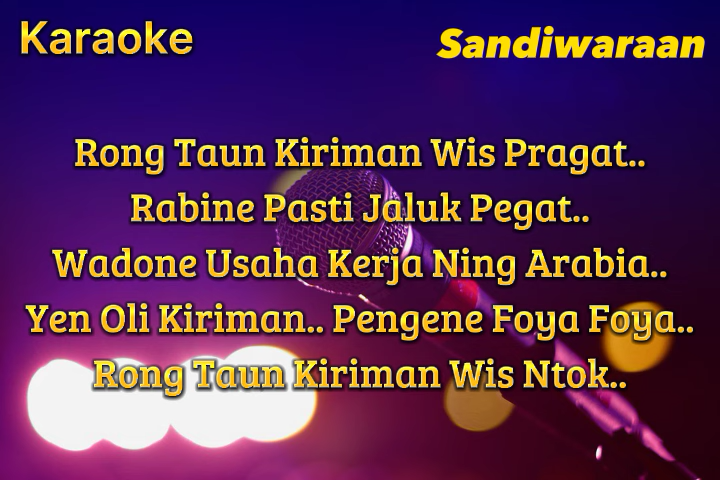 Karaoke
Sandiwaraan
Rong Taun Kiriman Wis Pragat..
Rabine Pasti Jaluk Pegat..
Wadone Usaha Kerja Ning Arabia..
Yen Oli Kiriman.. Pengene Foya Foya..
Rong Taun Kiriman Wis Ntok..